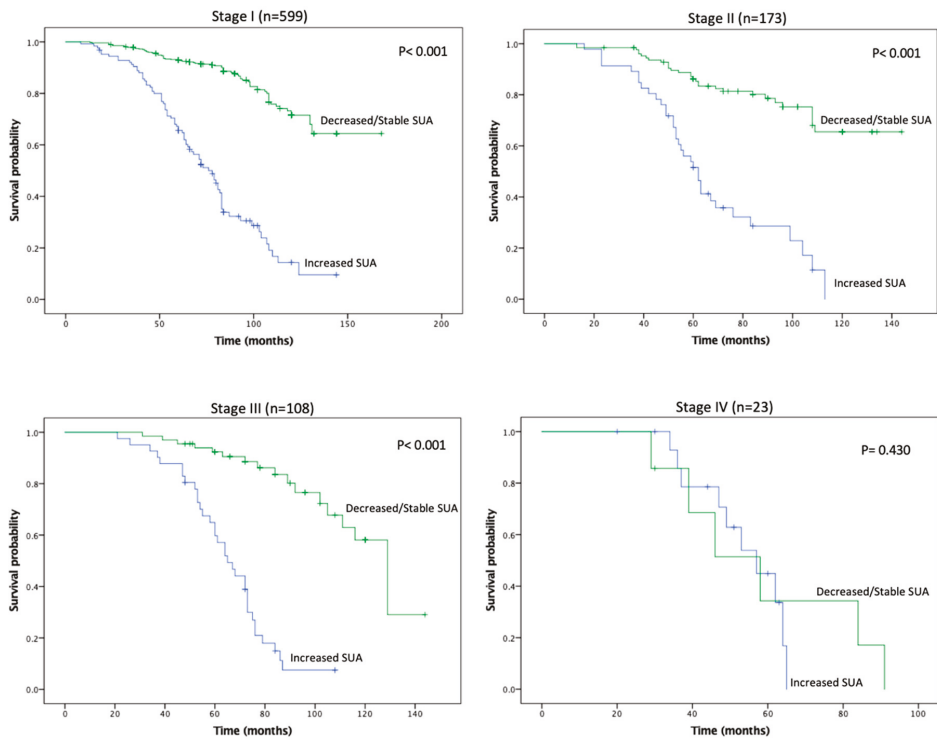 Stage I (n=599)
P< 0.001
1.0
0.8
0.6
0.4
0.2
0.0
Survival probability
Decreased/Stable SUA
Increased SUA
0
50
100
150
200
Time (months)
Stage II (n=173)
P< 0.001
1.0
0.8
0.6
0.4
0.2
0.0
Survival probability
Decreased/Stable SUA
Increased SUA
0
20
40
60
80
100
120
140
Time (months)
Stage III (n=108)
P< 0.001
1.0
0.8
0.6
0.4
0.2
0.0
Survival probability
Decreased/Stable SUA
Increased SUA
0
20
40
60
80
100
120
140
Time (months)
Stage IV (n=23)
P= 0.430
1.0
0.8
0.6
0.4
0.2
0.0
Survival probability
Decreased/Stable SUA
Increased SUA
0
20
40
60
80
100
Time (months)